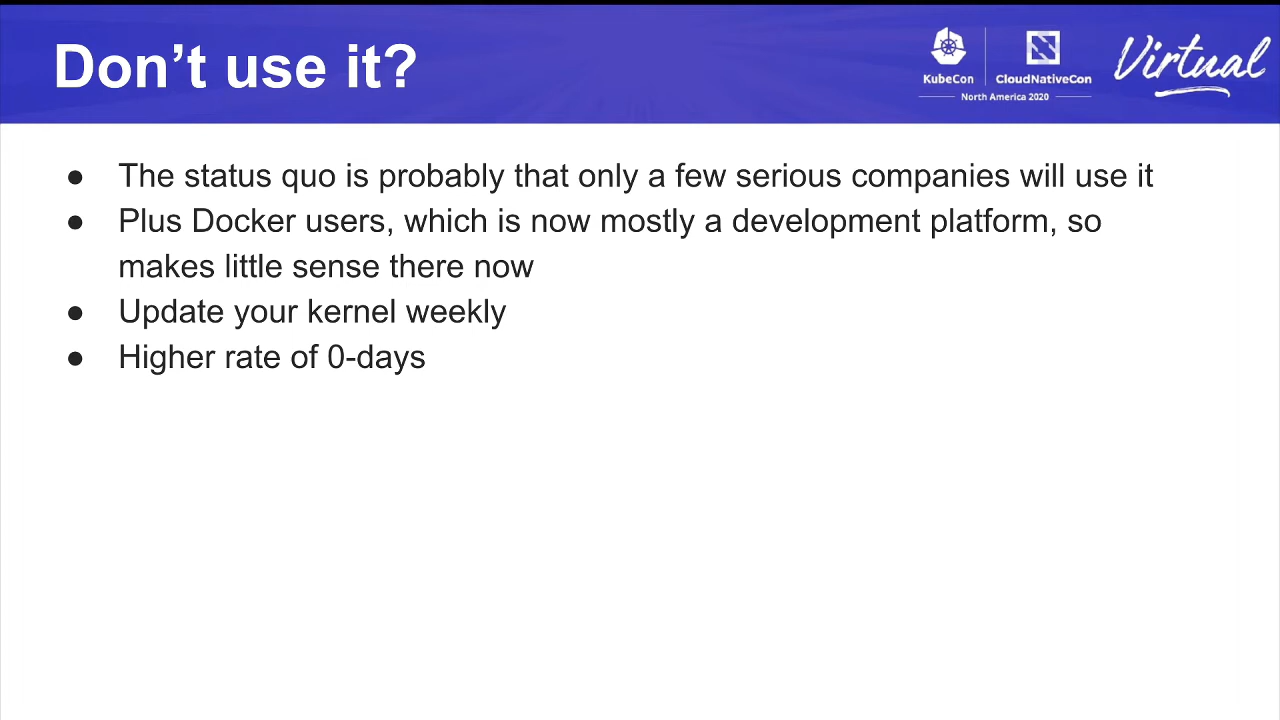 Don’t use it?
KubeCon
CloudNativeCon
North America 2020
Virtual
● The status quo is probably that only a few serious companies will use it
● Plus Docker users, which is now mostly a development platform, so
makes little sense there now
● Update your kernel weekly
● Higher rate of 0-days